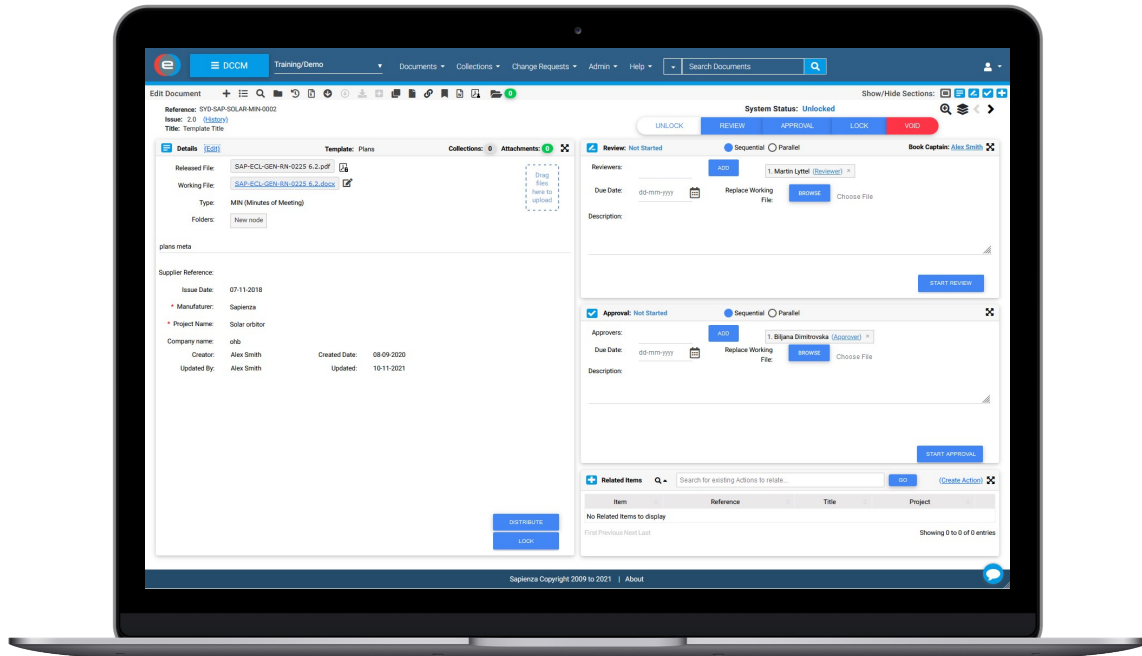 e
DCCM Training/Demo Documents Collections Change Requests Admin Help Search Documents
Edit Document 0 Show/Hide Sections:
Reference: SYD-SAP-SOLAR-MIN-0002 System Status: Unlocked
Issue: 2.0 (History)
Title: Template Title
UNLOCK REVIEW APPROVAL LOCK VOID
Details (Edit) Template: Plans Collections: 0 Attachments: 0
Released File: SAP-ECL-GEN-RN-0225 6.2.pdf
Working File: SAP-ECL-GEN-RN-0225 6.2.docx
Drag
files
here to
upload
Type: MIN (Minutes of Meeting)
Folders: New node
plans meta
Supplier Reference:
Issue Date: 07-11-2018
* Manufaturer: Sapienza
* Project Name: Solar orbitor
Company name: ohb
Creator: Alex Smith Created Date: 08-09-2020
Updated By: Alex Smith Updated: 10-11-2021
DISTRIBUTE
LOCK
Review: Not Started Sequential Parallel Book Captain: Alex Smith
Reviewers: ADD 1. Martin Lyttel (Reviewer) ×
Due Date: dd-mm-yyyy Replace Working
File: BROWSE Choose File
Description:
START REVIEW
Approval: Not Started Sequential Parallel
Approvers: ADD 1. Biljana Dimitrovska (Approver) ×
Due Date: dd-mm-yyyy Replace Working
File: BROWSE Choose File
Description:
START APPROVAL
Related Items Search for existing Actions to relate... GO (Create Action)
Item Reference Title Project
No Related Items to display
First Previous Next Last Showing 0 to 0 of 0 entries
Sapienza Copyright 2009 to 2021 | About